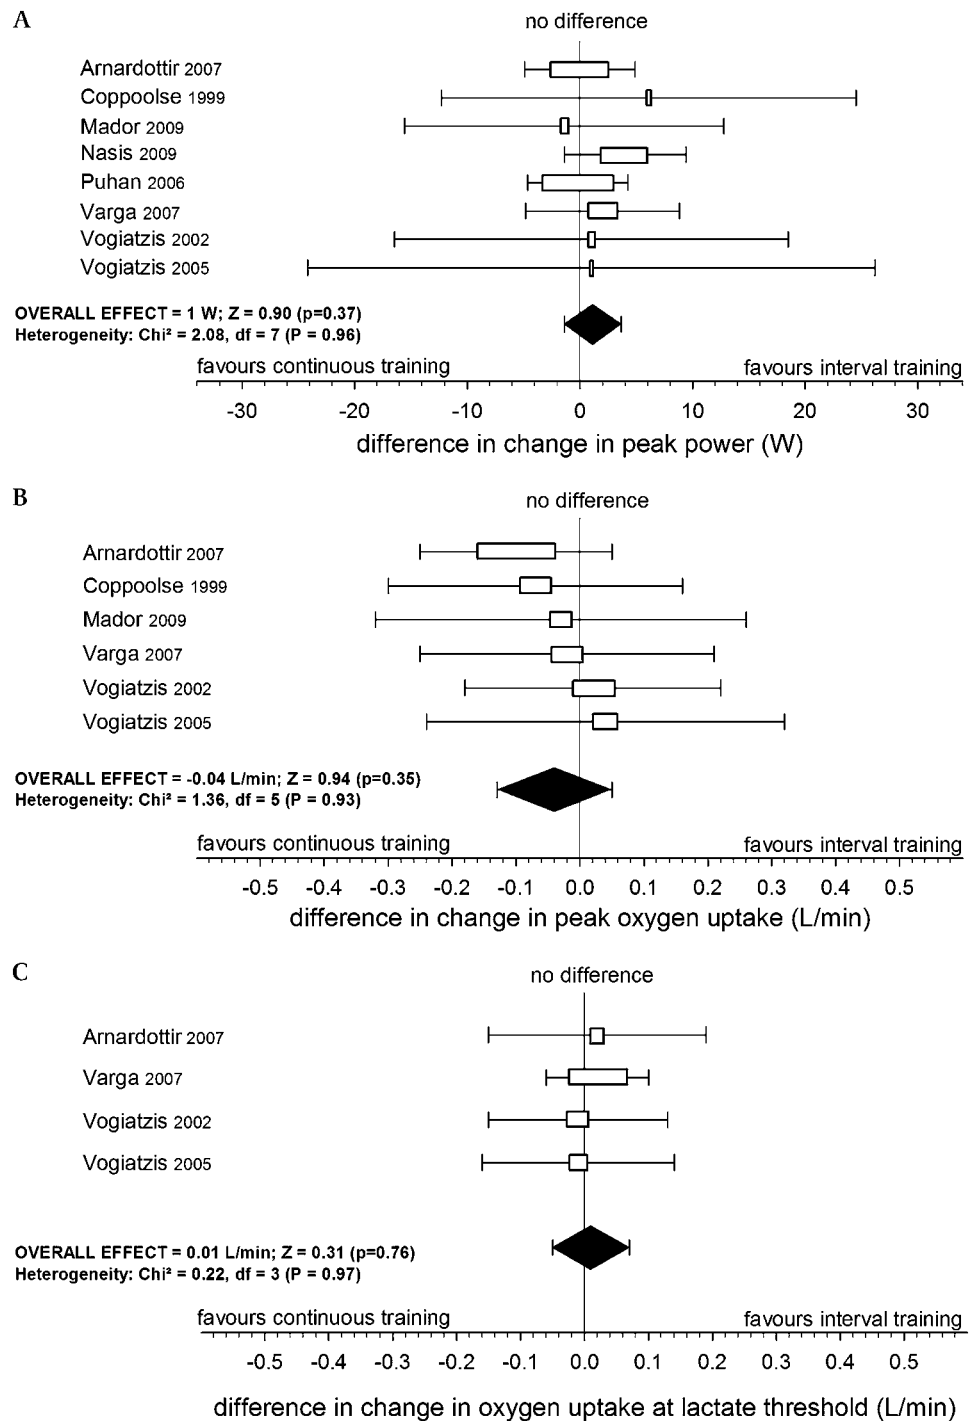 A
no difference
Arnardottir 2007
Coppoolse 1999
Mador 2009
Nasis 2009
Puhan 2006
Varga 2007
Vogiatzis 2002
Vogiatzis 2005
OVERALL EFFECT = 1 W; Z = 0.90 (p=0.37)
Heterogeneity: Chi² = 2.08, df = 7 (P = 0.96)
favours continuous training favours interval training
-30 -20 -10 0 10 20 30
difference in change in peak power (W)
B
no difference
Arnardottir 2007
Coppoolse 1999
Mador 2009
Varga 2007
Vogiatzis 2002
Vogiatzis 2005
OVERALL EFFECT = -0.04 L/min; Z = 0.94 (p=0.35)
Heterogeneity: Chi² = 1.36, df = 5 (P = 0.93)
favours continuous training favours interval training
-0.5 -0.4 -0.3 -0.2 -0.1 0.0 0.1 0.2 0.3 0.4 0.5
difference in change in peak oxygen uptake (L/min)
C
no difference
Arnardottir 2007
Varga 2007
Vogiatzis 2002
Vogiatzis 2005
OVERALL EFFECT = 0.01 L/min; Z = 0.31 (p=0.76)
Heterogeneity: Chi² = 0.22, df = 3 (P = 0.97)
favours continuous training favours interval training
-0.5 -0.4 -0.3 -0.2 -0.1 0.0 0.1 0.2 0.3 0.4 0.5
difference in change in oxygen uptake at lactate threshold (L/min)